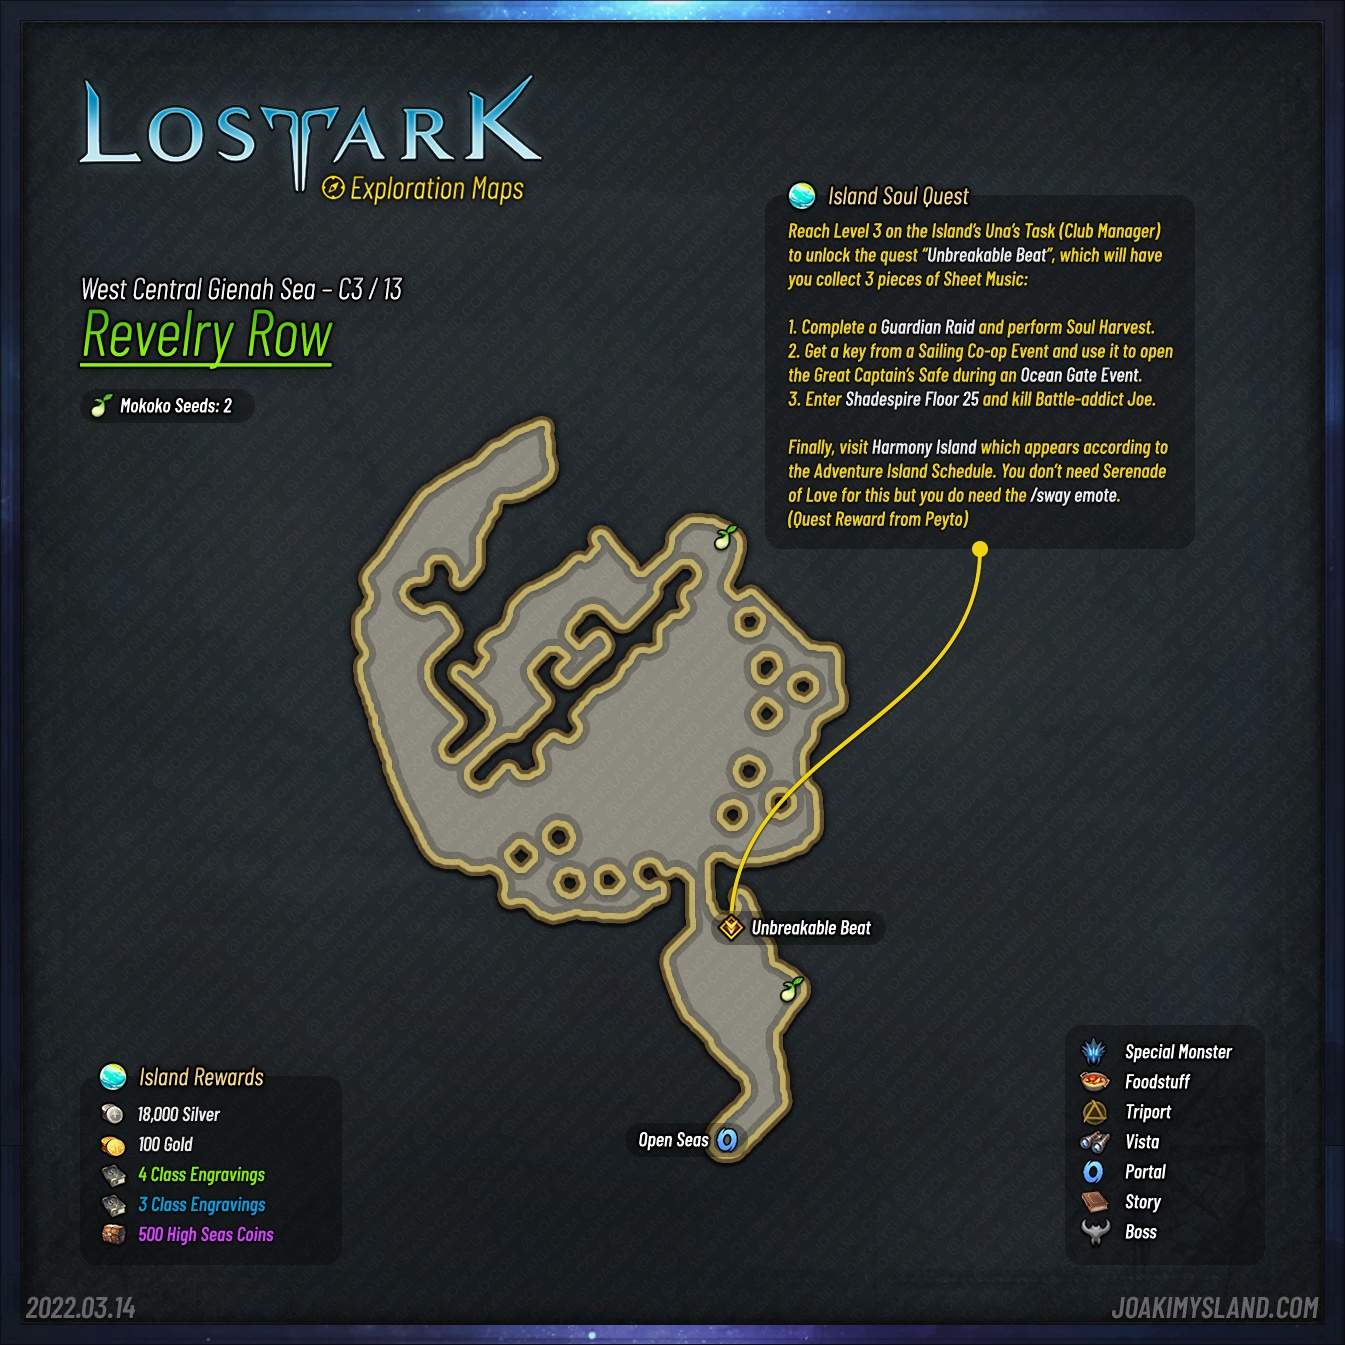 LOSTARK
Exploration Maps
West Central Gienah Sea – C3 / 13
Revelry Row
Mokoko Seeds: 2
Island Soul Quest
Reach Level 3 on the Island's Una's Task (Club Manager)
to unlock the quest "Unbreakable Beat", which will have
you collect 3 pieces of Sheet Music:
1. Complete a Guardian Raid and perform Soul Harvest.
2. Get a key from a Sailing Co-op Event and use it to open
the Great Captain's Safe during an Ocean Gate Event.
3. Enter Shadespire Floor 25 and kill Battle-addict Joe.
Finally, visit Harmony Island which appears according to
the Adventure Island Schedule. You don't need Serenade
of Love for this but you do need the /sway emote.
(Quest Reward from Peyto)
Unbreakable Beat
Open Seas
Island Rewards
18,000 Silver
100 Gold
4 Class Engravings
3 Class Engravings
500 High Seas Coins
Special Monster
Foodstuff
Triport
Vista
Portal
Story
Boss
2022.03.14
JOAKIMYSLAND.COM